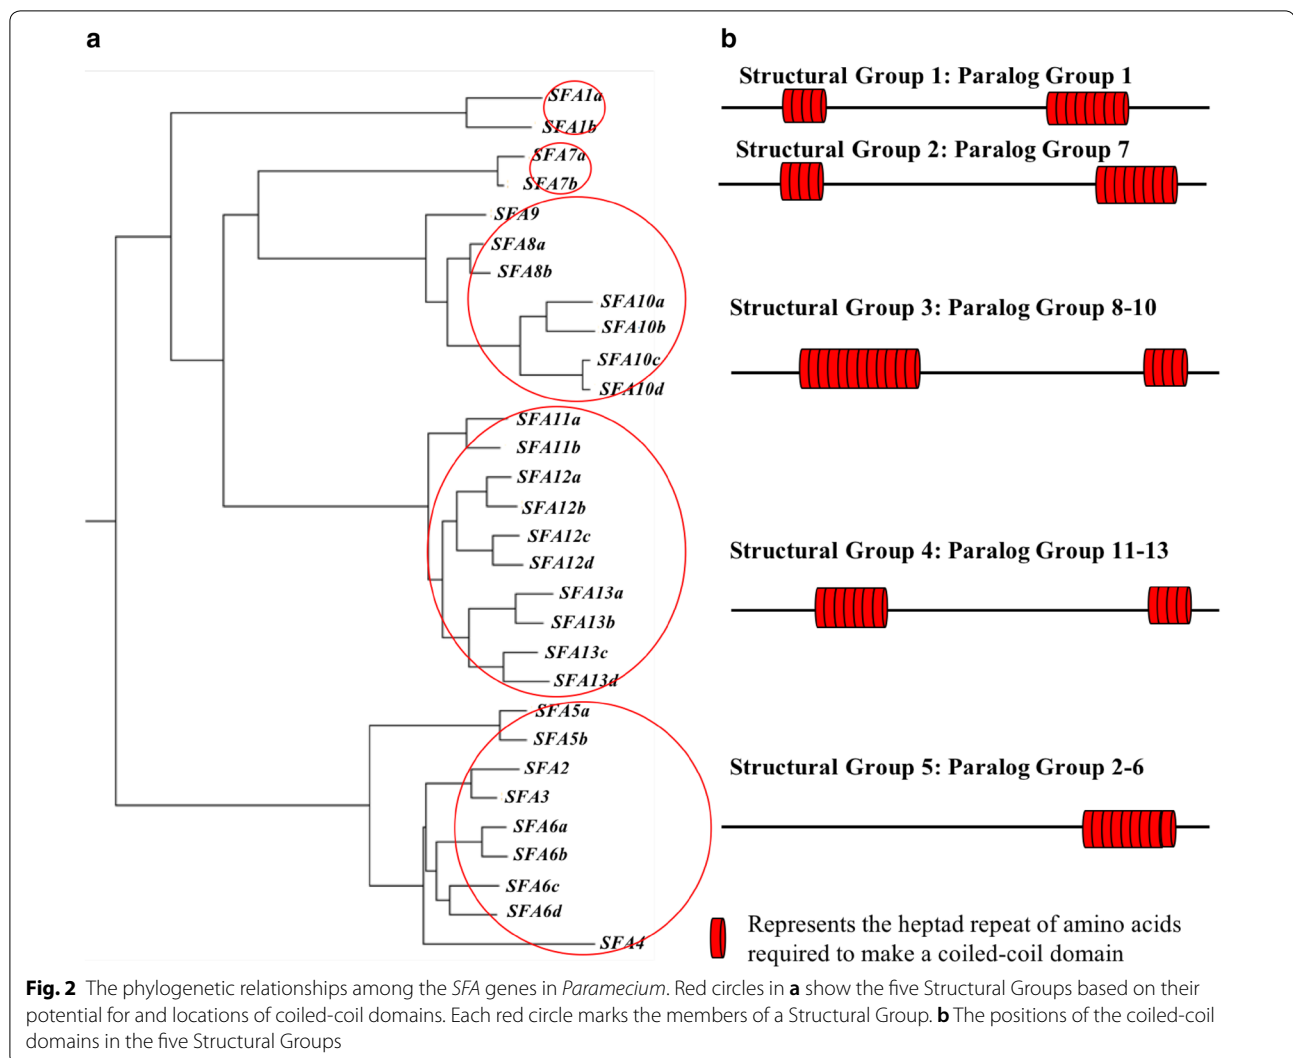 a
SFA1a
SFA1b
SFA7a
SFA7b
SFA9
SFA8a
SFA8b
SFA10a
SFA10b
SFA10c
SFA10d
SFA11a
SFA11b
SFA12a
SFA12b
SFA12c
SFA12d
SFA13a
SFA13b
SFA13c
SFA13d
SFA5a
SFA5b
SFA2
SFA3
SFA6a
SFA6b
SFA6c
SFA6d
SFA4
b
Structural Group 1: Paralog Group 1
Structural Group 2: Paralog Group 7
Structural Group 3: Paralog Group 8-10
Structural Group 4: Paralog Group 11-13
Structural Group 5: Paralog Group 2-6
Represents the heptad repeat of amino acids
required to make a coiled-coil domain
Fig. 2 The phylogenetic relationships among the SFA genes in Paramecium. Red circles in a show the five Structural Groups based on their
potential for and locations of coiled-coil domains. Each red circle marks the members of a Structural Group. b The positions of the coiled-coil
domains in the five Structural Groups